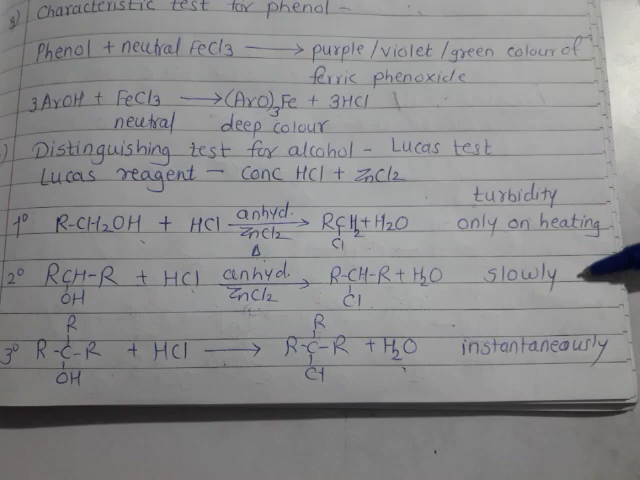 g) Characteristic test for phenol -
Phenol + neutral FeCl3 ⟶ purple/violet/green colour of
ferric phenoxide
3ArOH + FeCl3 ⟶ (ArO)3Fe + 3HCl
neutral deep colour
) Distinguishing test for alcohol - Lucas test
Lucas reagent - conc HCl + ZnCl2
turbidity
1° R-CH2OH + HCl anhyd. ZnCl2 Δ ⟶ RCH2 + H2O only on heating
Cl
2° RCH-R + HCl anhyd. ZnCl2 ⟶ R-CH-R + H2O slowly
OH Cl
R R
3° R-C-R + HCl ⟶ R-C-R + H2O instantaneously
OH Cl